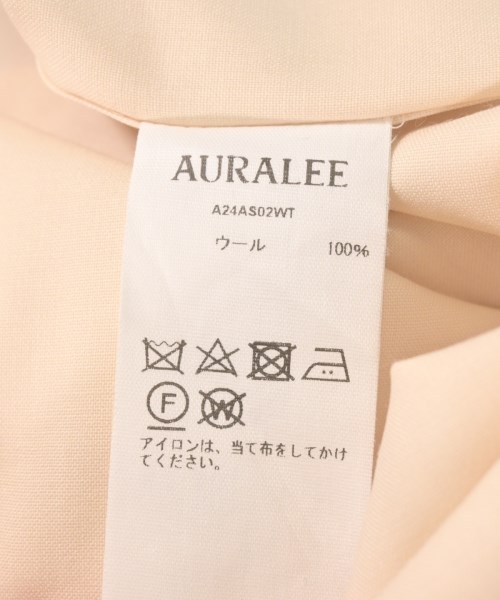 AURALEE
A24AS02WT
ウール 100%
F W
アイロンは、当て布をしてかけ
てください。